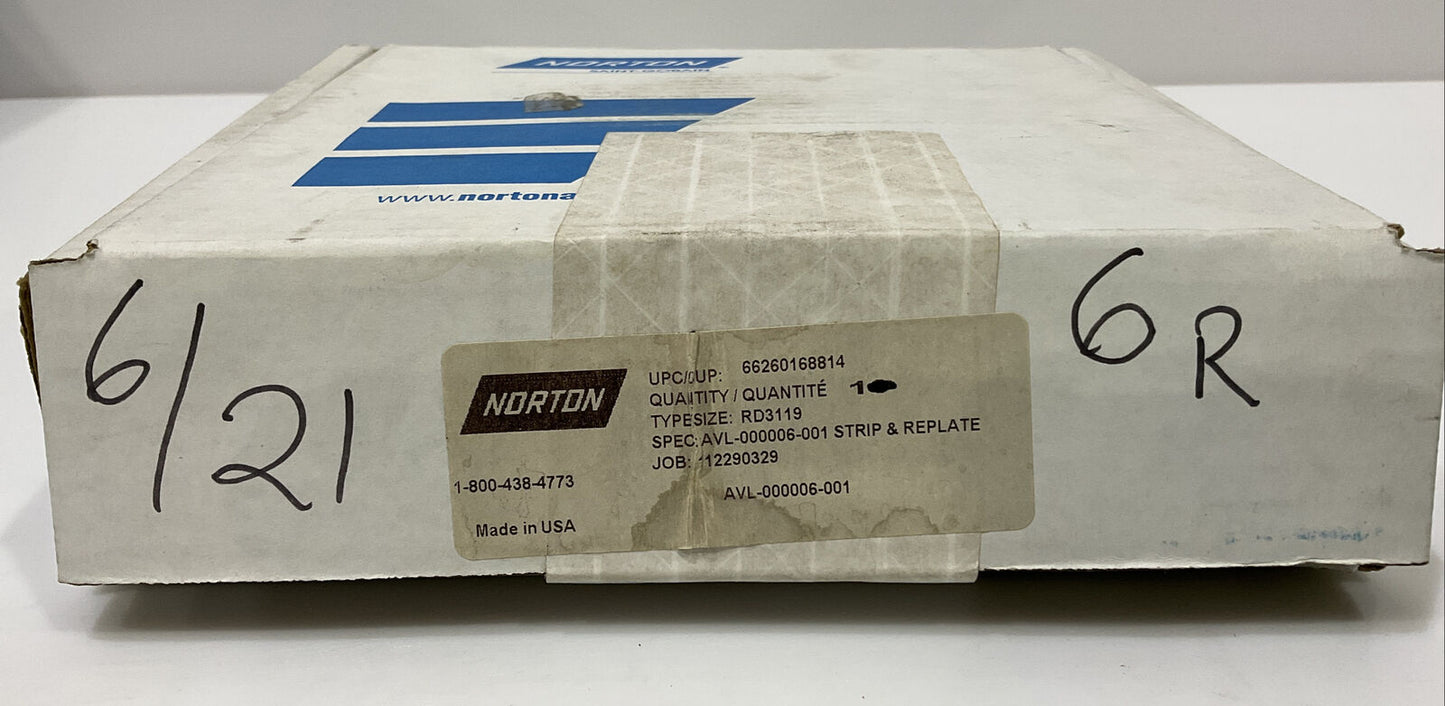 NORTON
SAINT-GOBAIN
www.nortona
6/21
6R
NORTON
UPC/CUP: 66260168814
QUANTITY / QUANTITÉ 1
TYPESIZE: RD3119
SPEC: AVL-000006-001 STRIP & REPLATE
JOB: 12290329
1-800-438-4773
AVL-000006-001
Made in USA